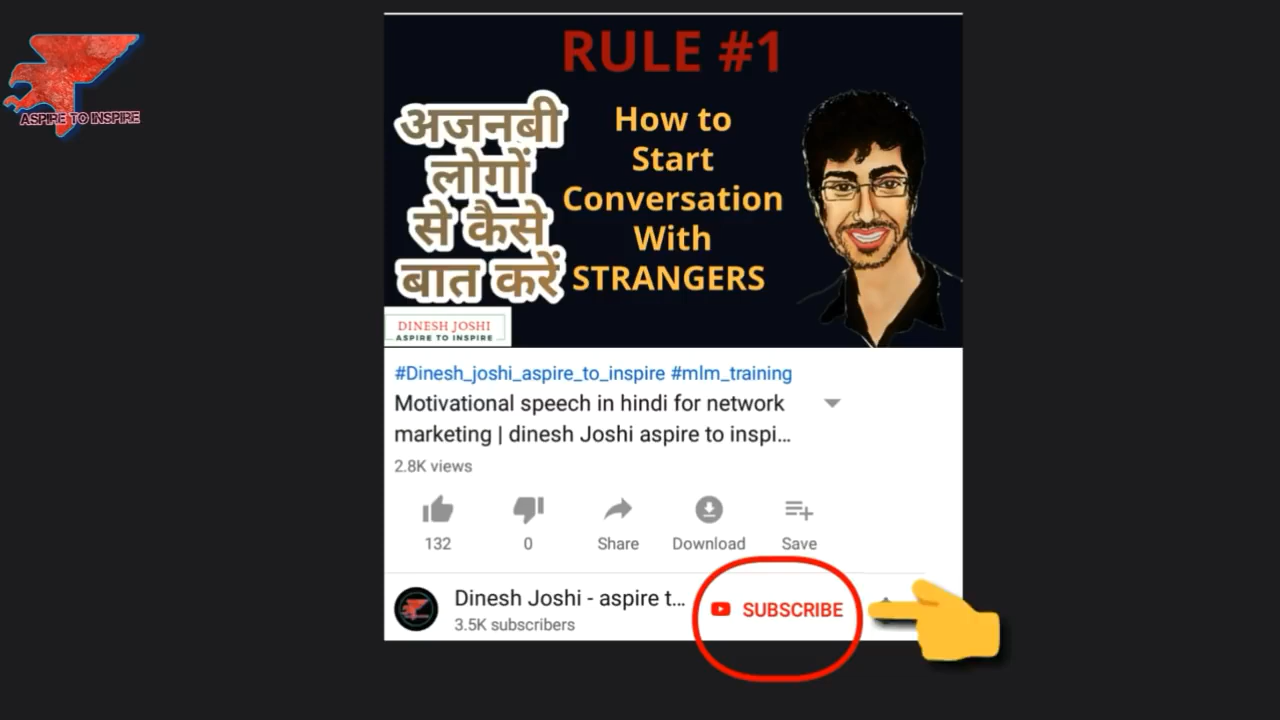 ASPIRE TO INSPIRE
RULE #1
अजनबी
लोगों
से कैसे
बात करें
How to
Start
Conversation
With
STRANGERS
DINESH JOSHI
ASPIRE TO INSPIRE
#Dinesh_joshi_aspire_to_inspire #mlm_training
Motivational speech in hindi for network
marketing | dinesh Joshi aspire to inspi...
2.8K views
132
0
Share
Download
Save
Dinesh Joshi - aspire t...
SUBSCRIBE
3.5K subscribers